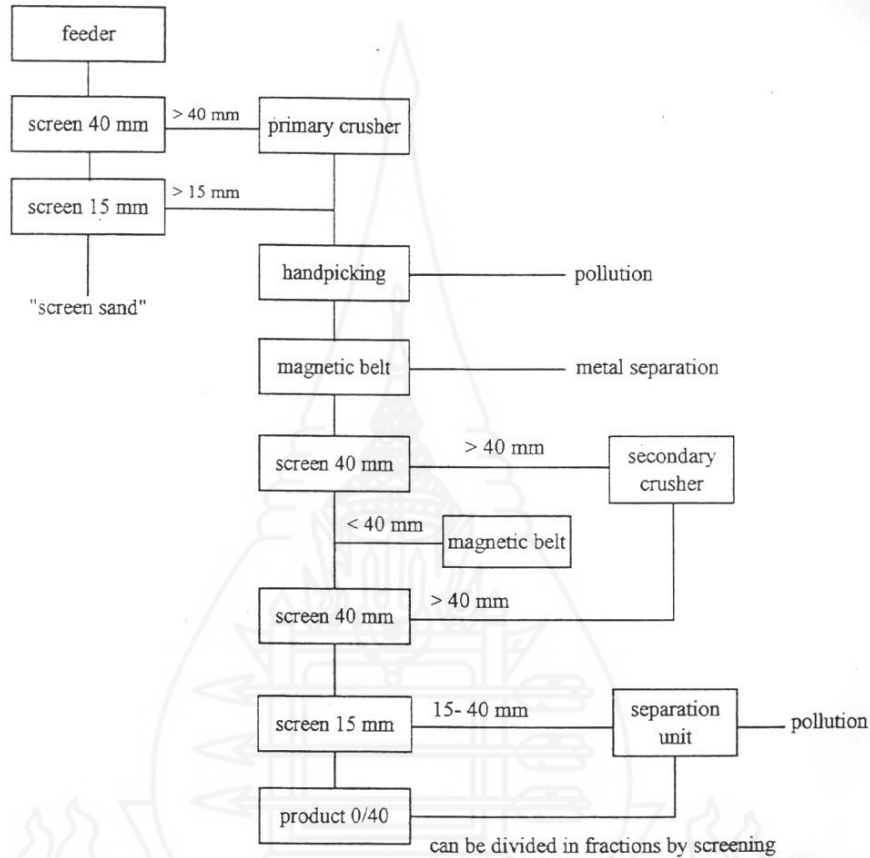 feeder
screen 40 mm
> 40 mm
primary crusher
screen 15 mm
> 15 mm
"screen sand"
handpicking
pollution
magnetic belt
metal separation
screen 40 mm
> 40 mm
secondary
crusher
< 40 mm
magnetic belt
screen 40 mm
> 40 mm
screen 15 mm
15- 40 mm
separation
unit
pollution
product 0/40
can be divided in fractions by screening